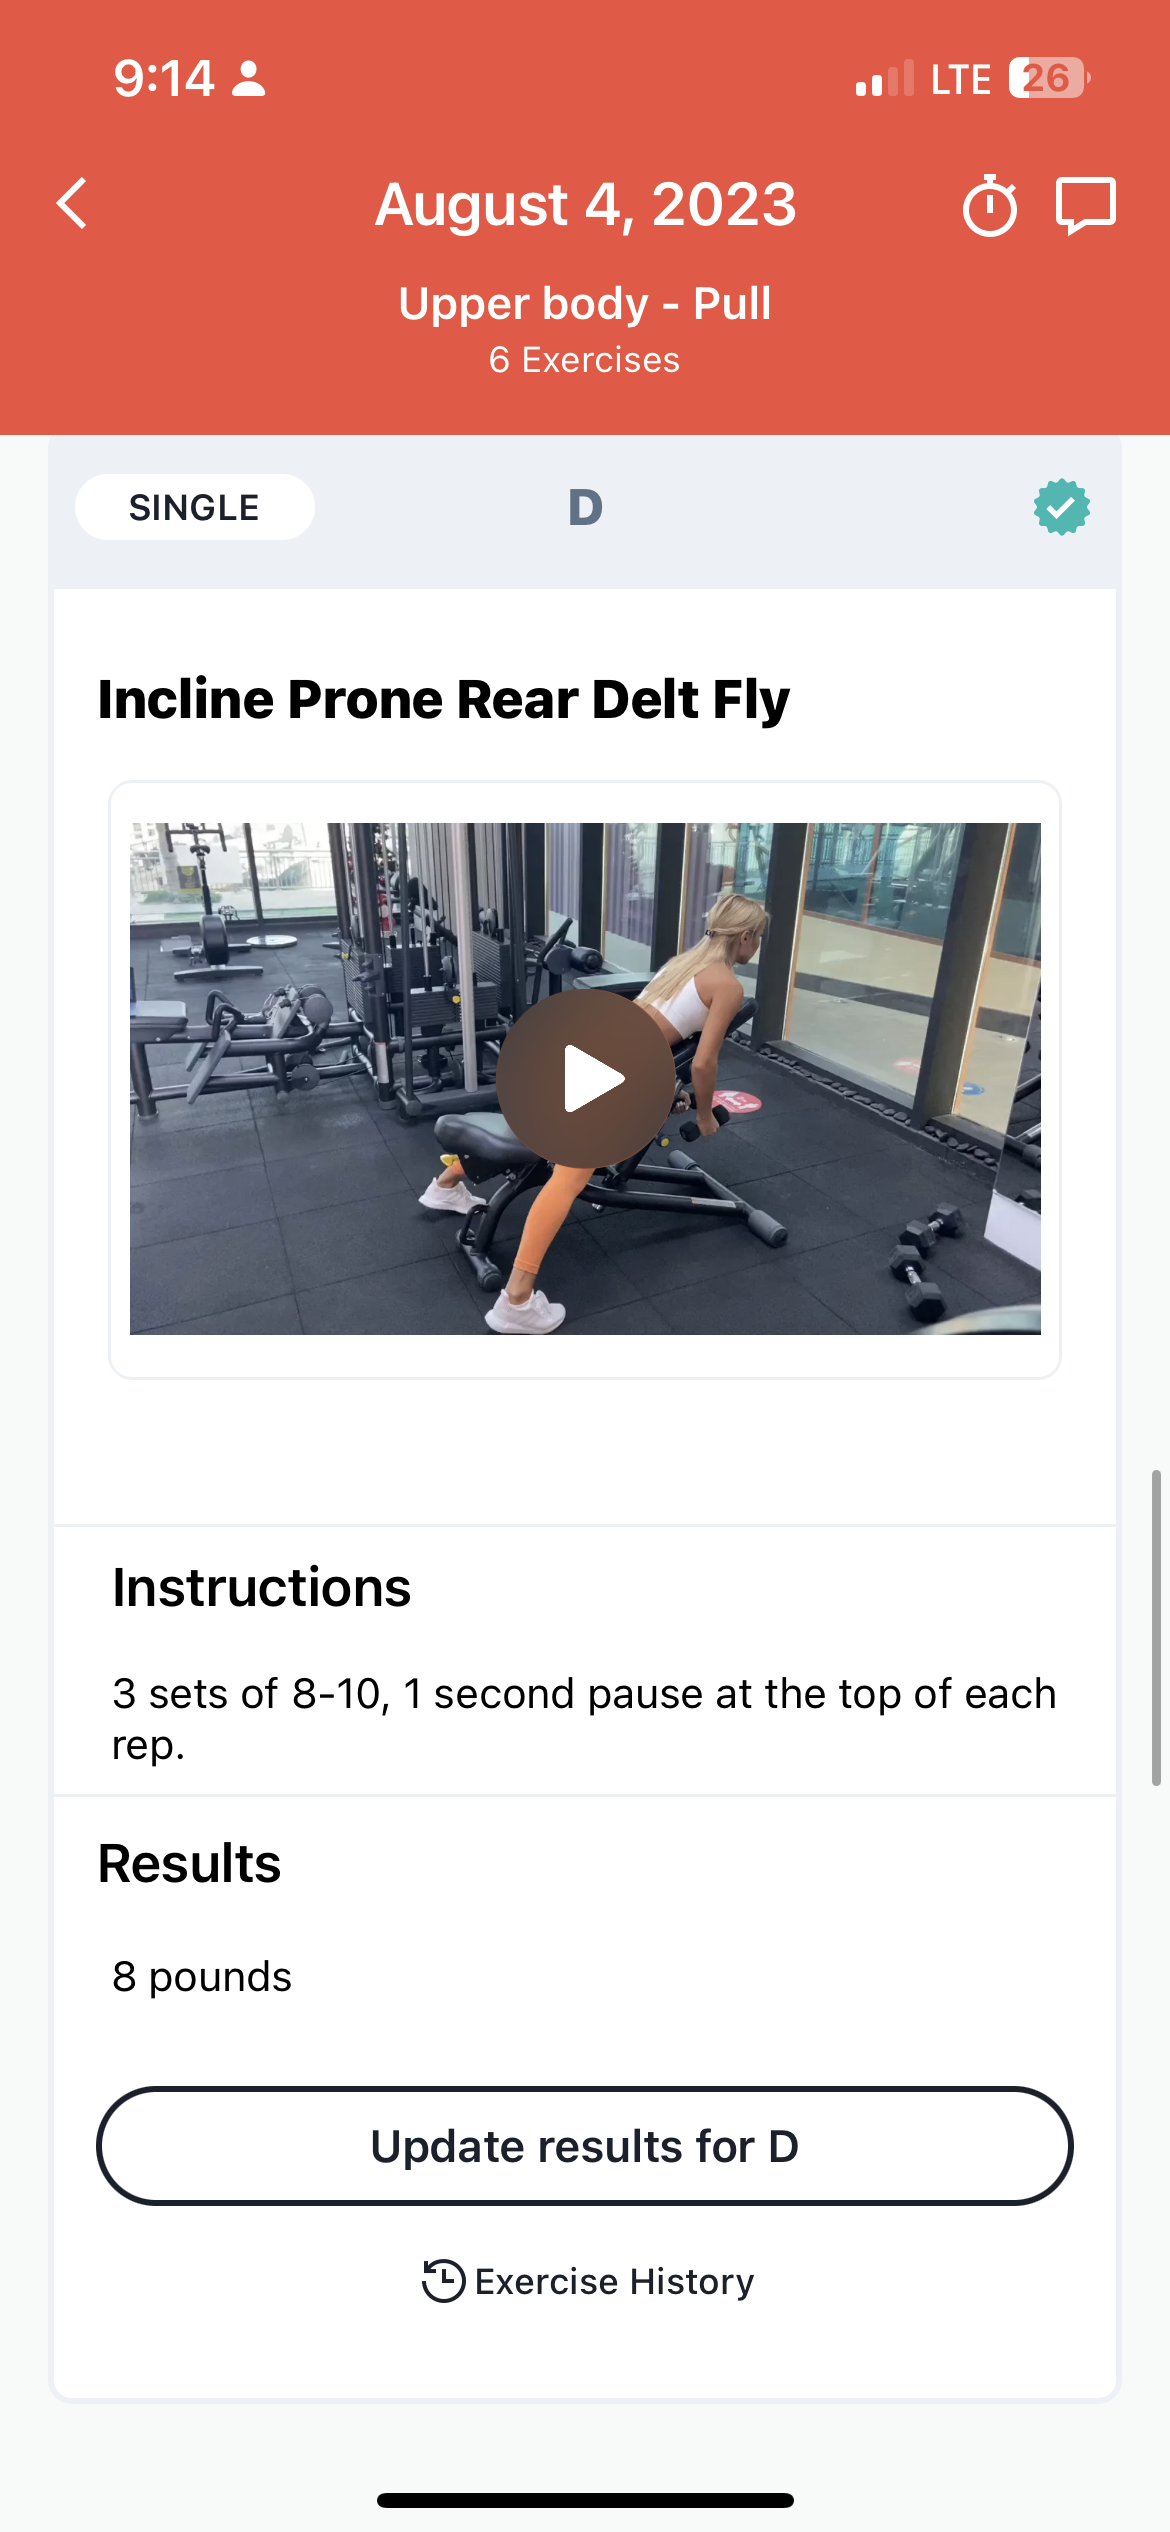 9:14
LTE 26
August 4, 2023
Upper body - Pull
6 Exercises
SINGLE
D
Incline Prone Rear Delt Fly
Instructions
3 sets of 8-10, 1 second pause at the top of each
rep.
Results
8 pounds
Update results for D
Exercise History